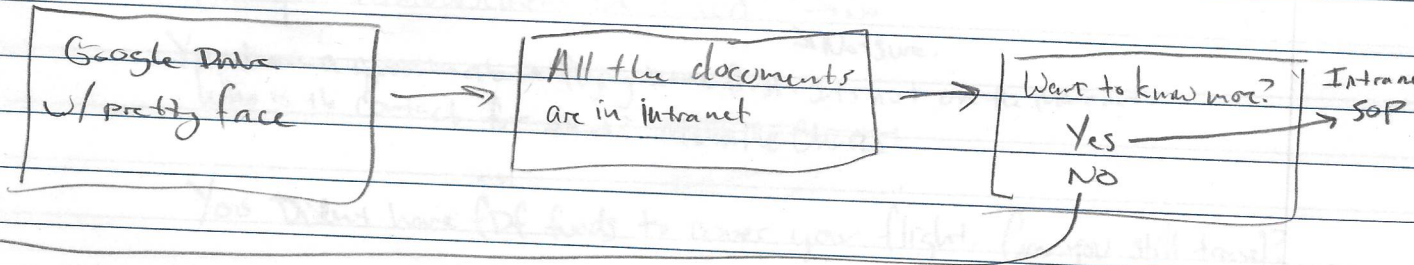 Google Drive
w/ pretty face
All the documents
are in intranet
Want to know more?
Yes
NO
Intran
SOP